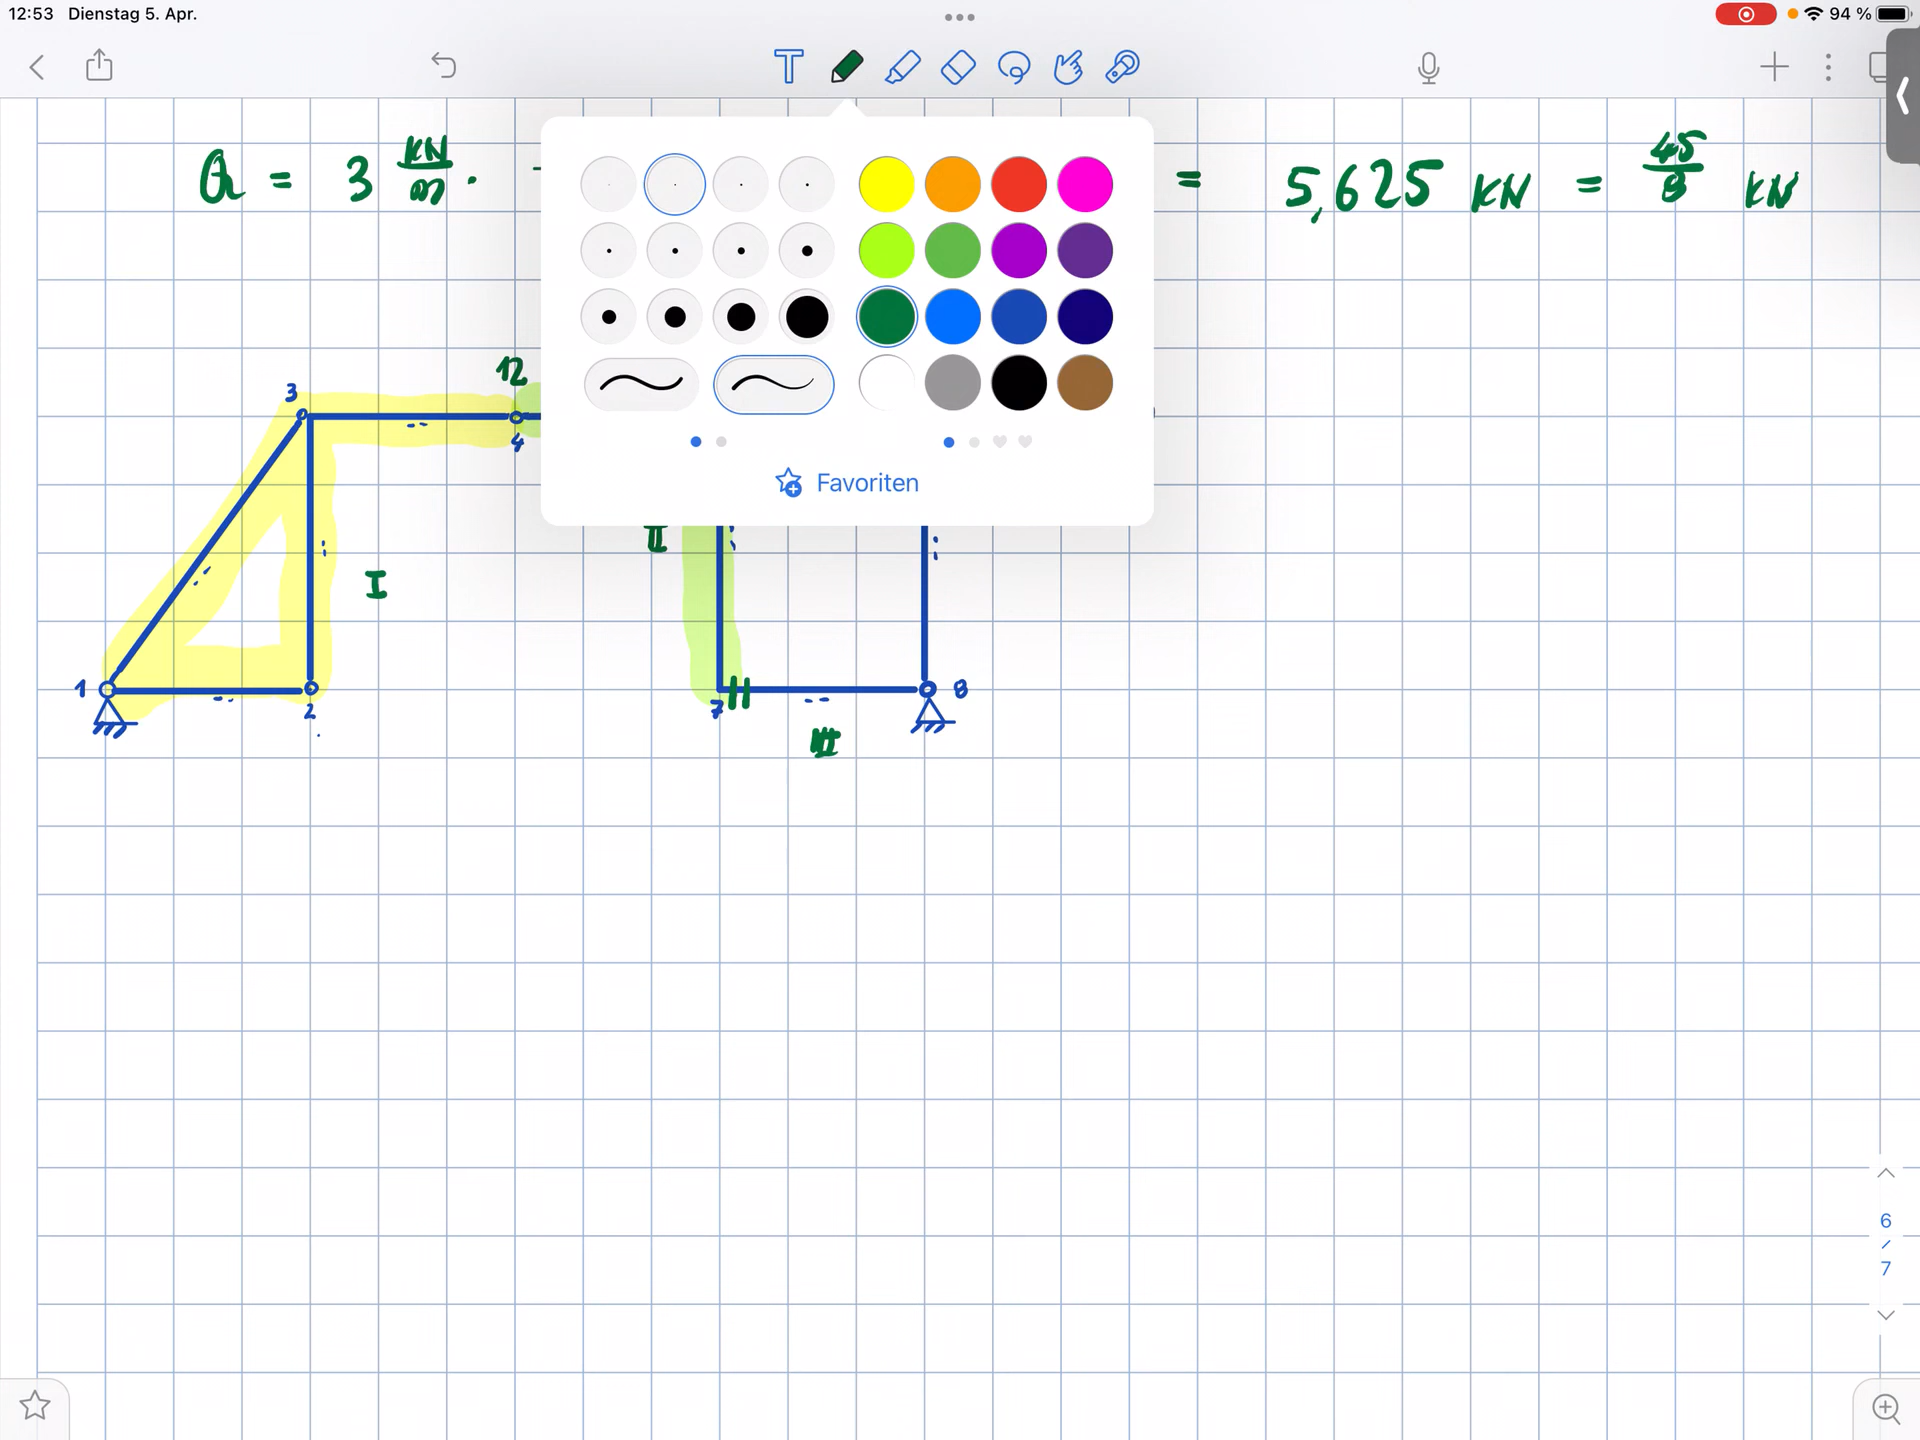 12:53 Dienstag 5. Apr.
94 %
Q = 3 kN/m · = 5,625 kN = 45/8 kN
Favoriten
3
12
4
II
I
1
2
7
8
III
6
/
7